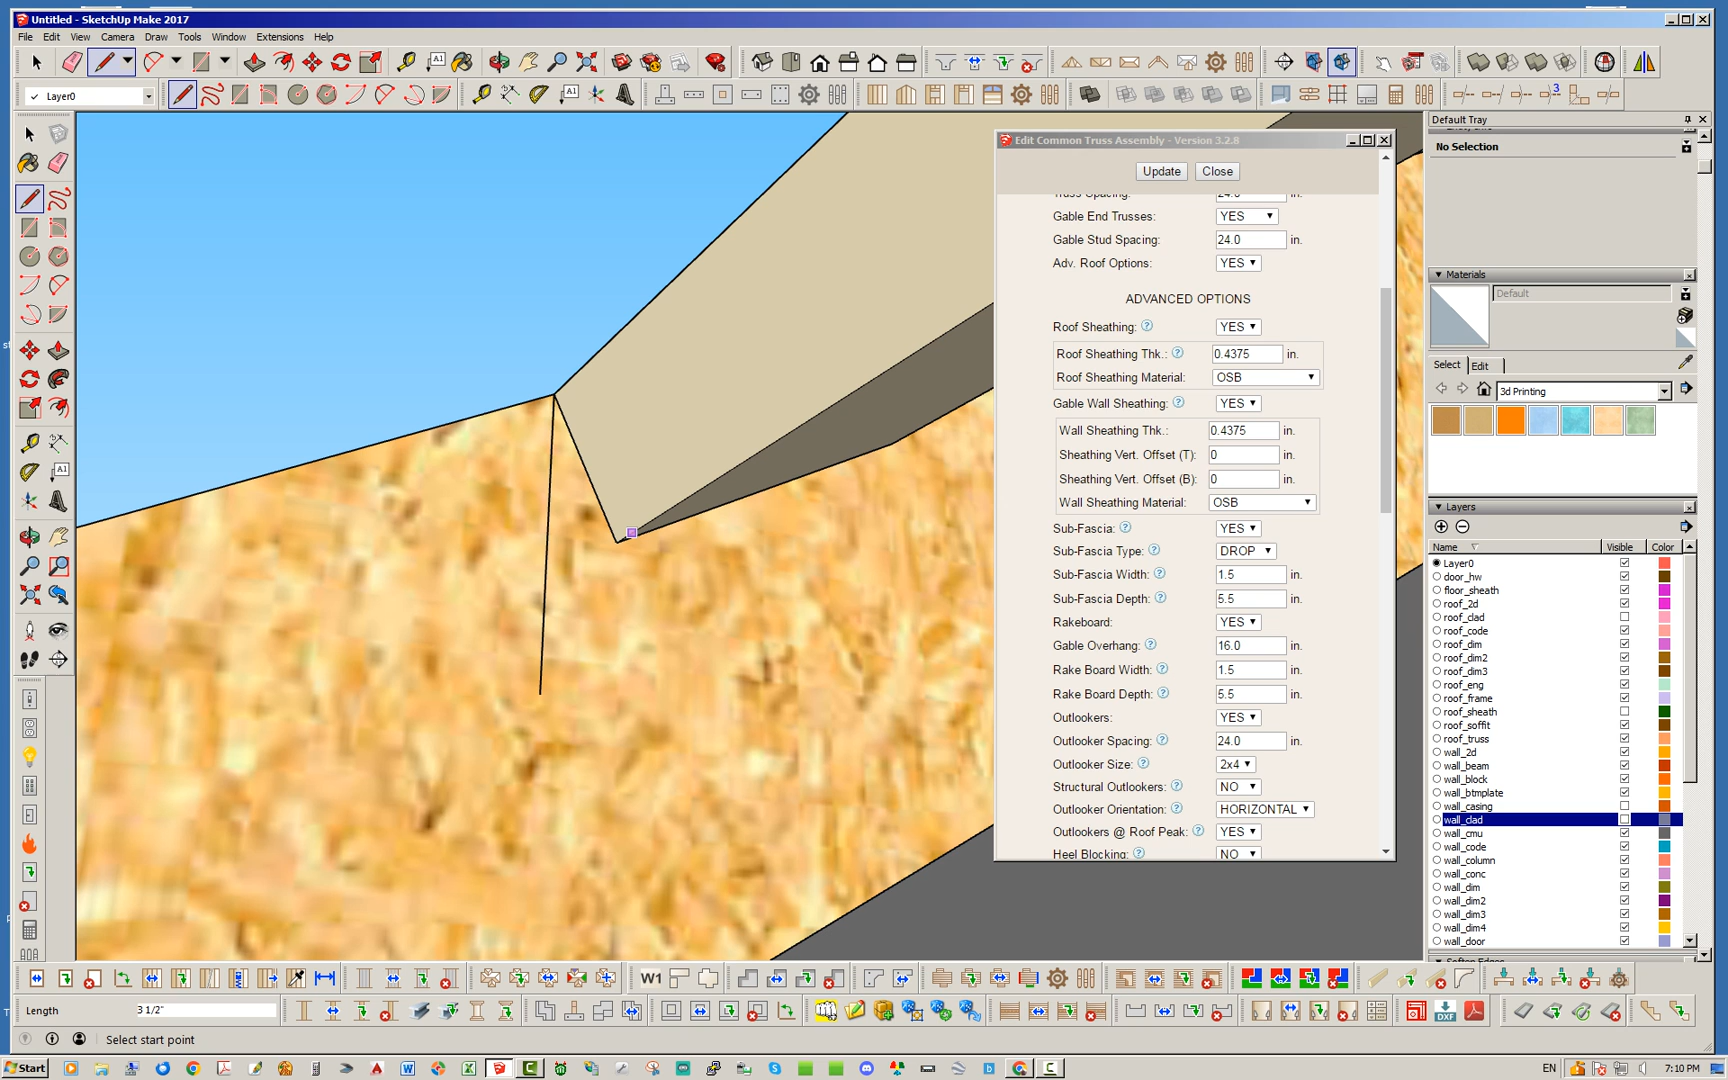 Untitled - SketchUp Make 2017
File Edit View Camera Draw Tools Window Extensions Help
Layer0
Default Tray
No Selection
Edit Common Truss Assembly - Version 3.2.8
Update Close
Gable End Trusses: YES
Gable Stud Spacing: 24.0 in.
Adv. Roof Options: YES
ADVANCED OPTIONS
Roof Sheathing: YES
Roof Sheathing Thk.: 0.4375 in.
Roof Sheathing Material: OSB
Gable Wall Sheathing: YES
Wall Sheathing Thk.: 0.4375 in.
Sheathing Vert. Offset (T): 0 in.
Sheathing Vert. Offset (B): 0 in.
Wall Sheathing Material: OSB
Sub-Fascia: YES
Sub-Fascia Type: DROP
Sub-Fascia Width: 1.5 in.
Sub-Fascia Depth: 5.5 in.
Rakeboard: YES
Gable Overhang: 16.0 in.
Rake Board Width: 1.5 in.
Rake Board Depth: 5.5 in.
Outlookers: YES
Outlooker Spacing: 24.0 in.
Outlooker Size: 2x4
Structural Outlookers: NO
Outlooker Orientation: HORIZONTAL
Outlookers @ Roof Peak: YES
Heel Blocking: NO
Materials
Default
Select Edit
3d Printing
Layers
Name Visible Color
Layer0
door_hw
floor_sheath
roof_2d
roof_clad
roof_code
roof_dim
roof_dim2
roof_dim3
roof_eng
roof_frame
roof_sheath
roof_soffit
roof_truss
wall_2d
wall_beam
wall_block
wall_btmplate
wall_casing
wall_clad
wall_cmu
wall_code
wall_column
wall_conc
wall_dim
wall_dim2
wall_dim3
wall_dim4
wall_door
W1
Length 3 1/2"
DXF
Select start point
Start
EN 7:10 PM